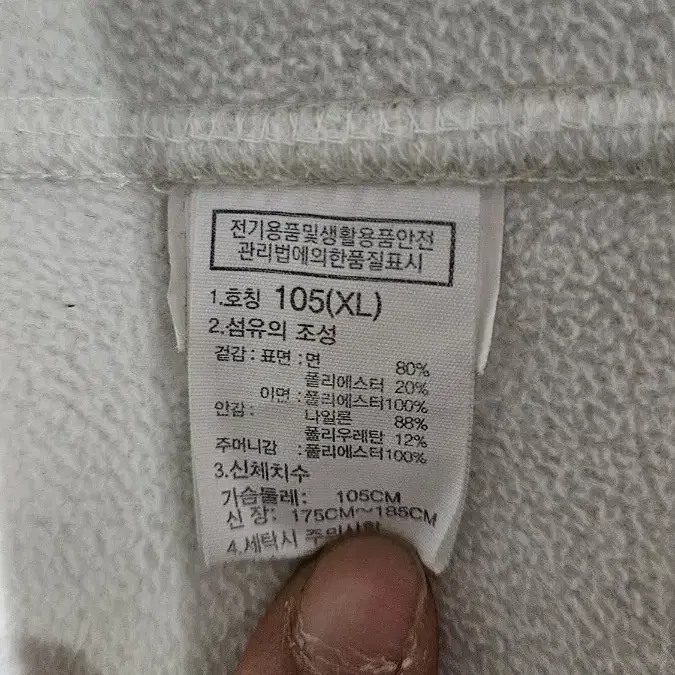 전기용품및생활용품안전
관리법에의한품질표시
1.호칭 105(XL)
2.섬유의 조성
겉감 : 표면 : 면 80%
폴리에스터 20%
이면 : 폴리에스터100%
안감 : 나일론 88%
폴리우레탄 12%
주머니감 : 폴리에스터100%
3.신체치수
가슴둘레 : 105CM
신 장 : 175CM~185CM
4.세탁시 주의사항